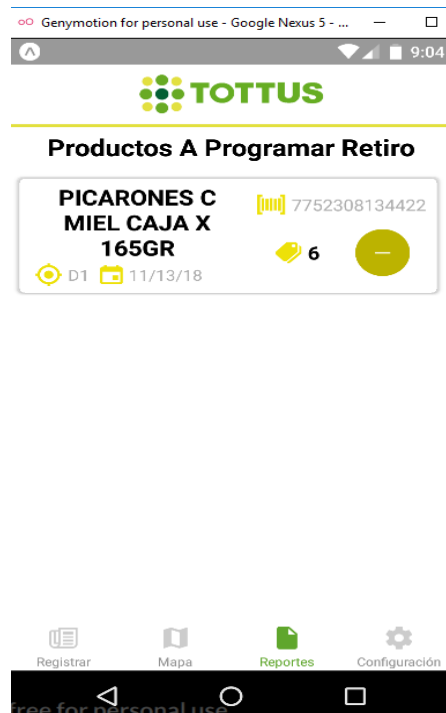 Genymotion for personal use - Google Nexus 5 - ...
9:04
TOTTUS
Productos A Programar Retiro
PICARONES C
MIEL CAJA X
165GR
7752308134422
6
D1 11/13/18
Registrar Mapa Reportes Configuración
free for personal use